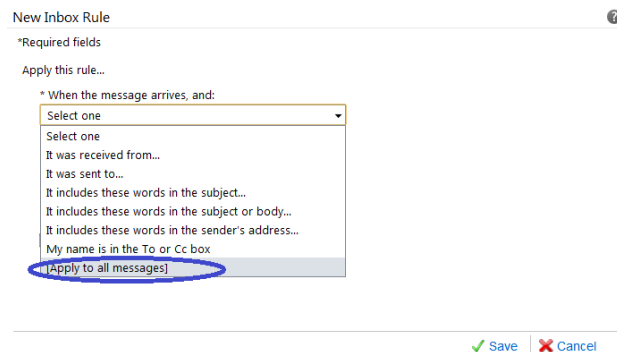 New Inbox Rule
*Required fields
Apply this rule...
* When the message arrives, and:
Select one
Select one
It was received from...
It was sent to...
It includes these words in the subject...
It includes these words in the subject or body...
It includes these words in the sender's address...
My name is in the To or Cc box
[Apply to all messages]
Save Cancel